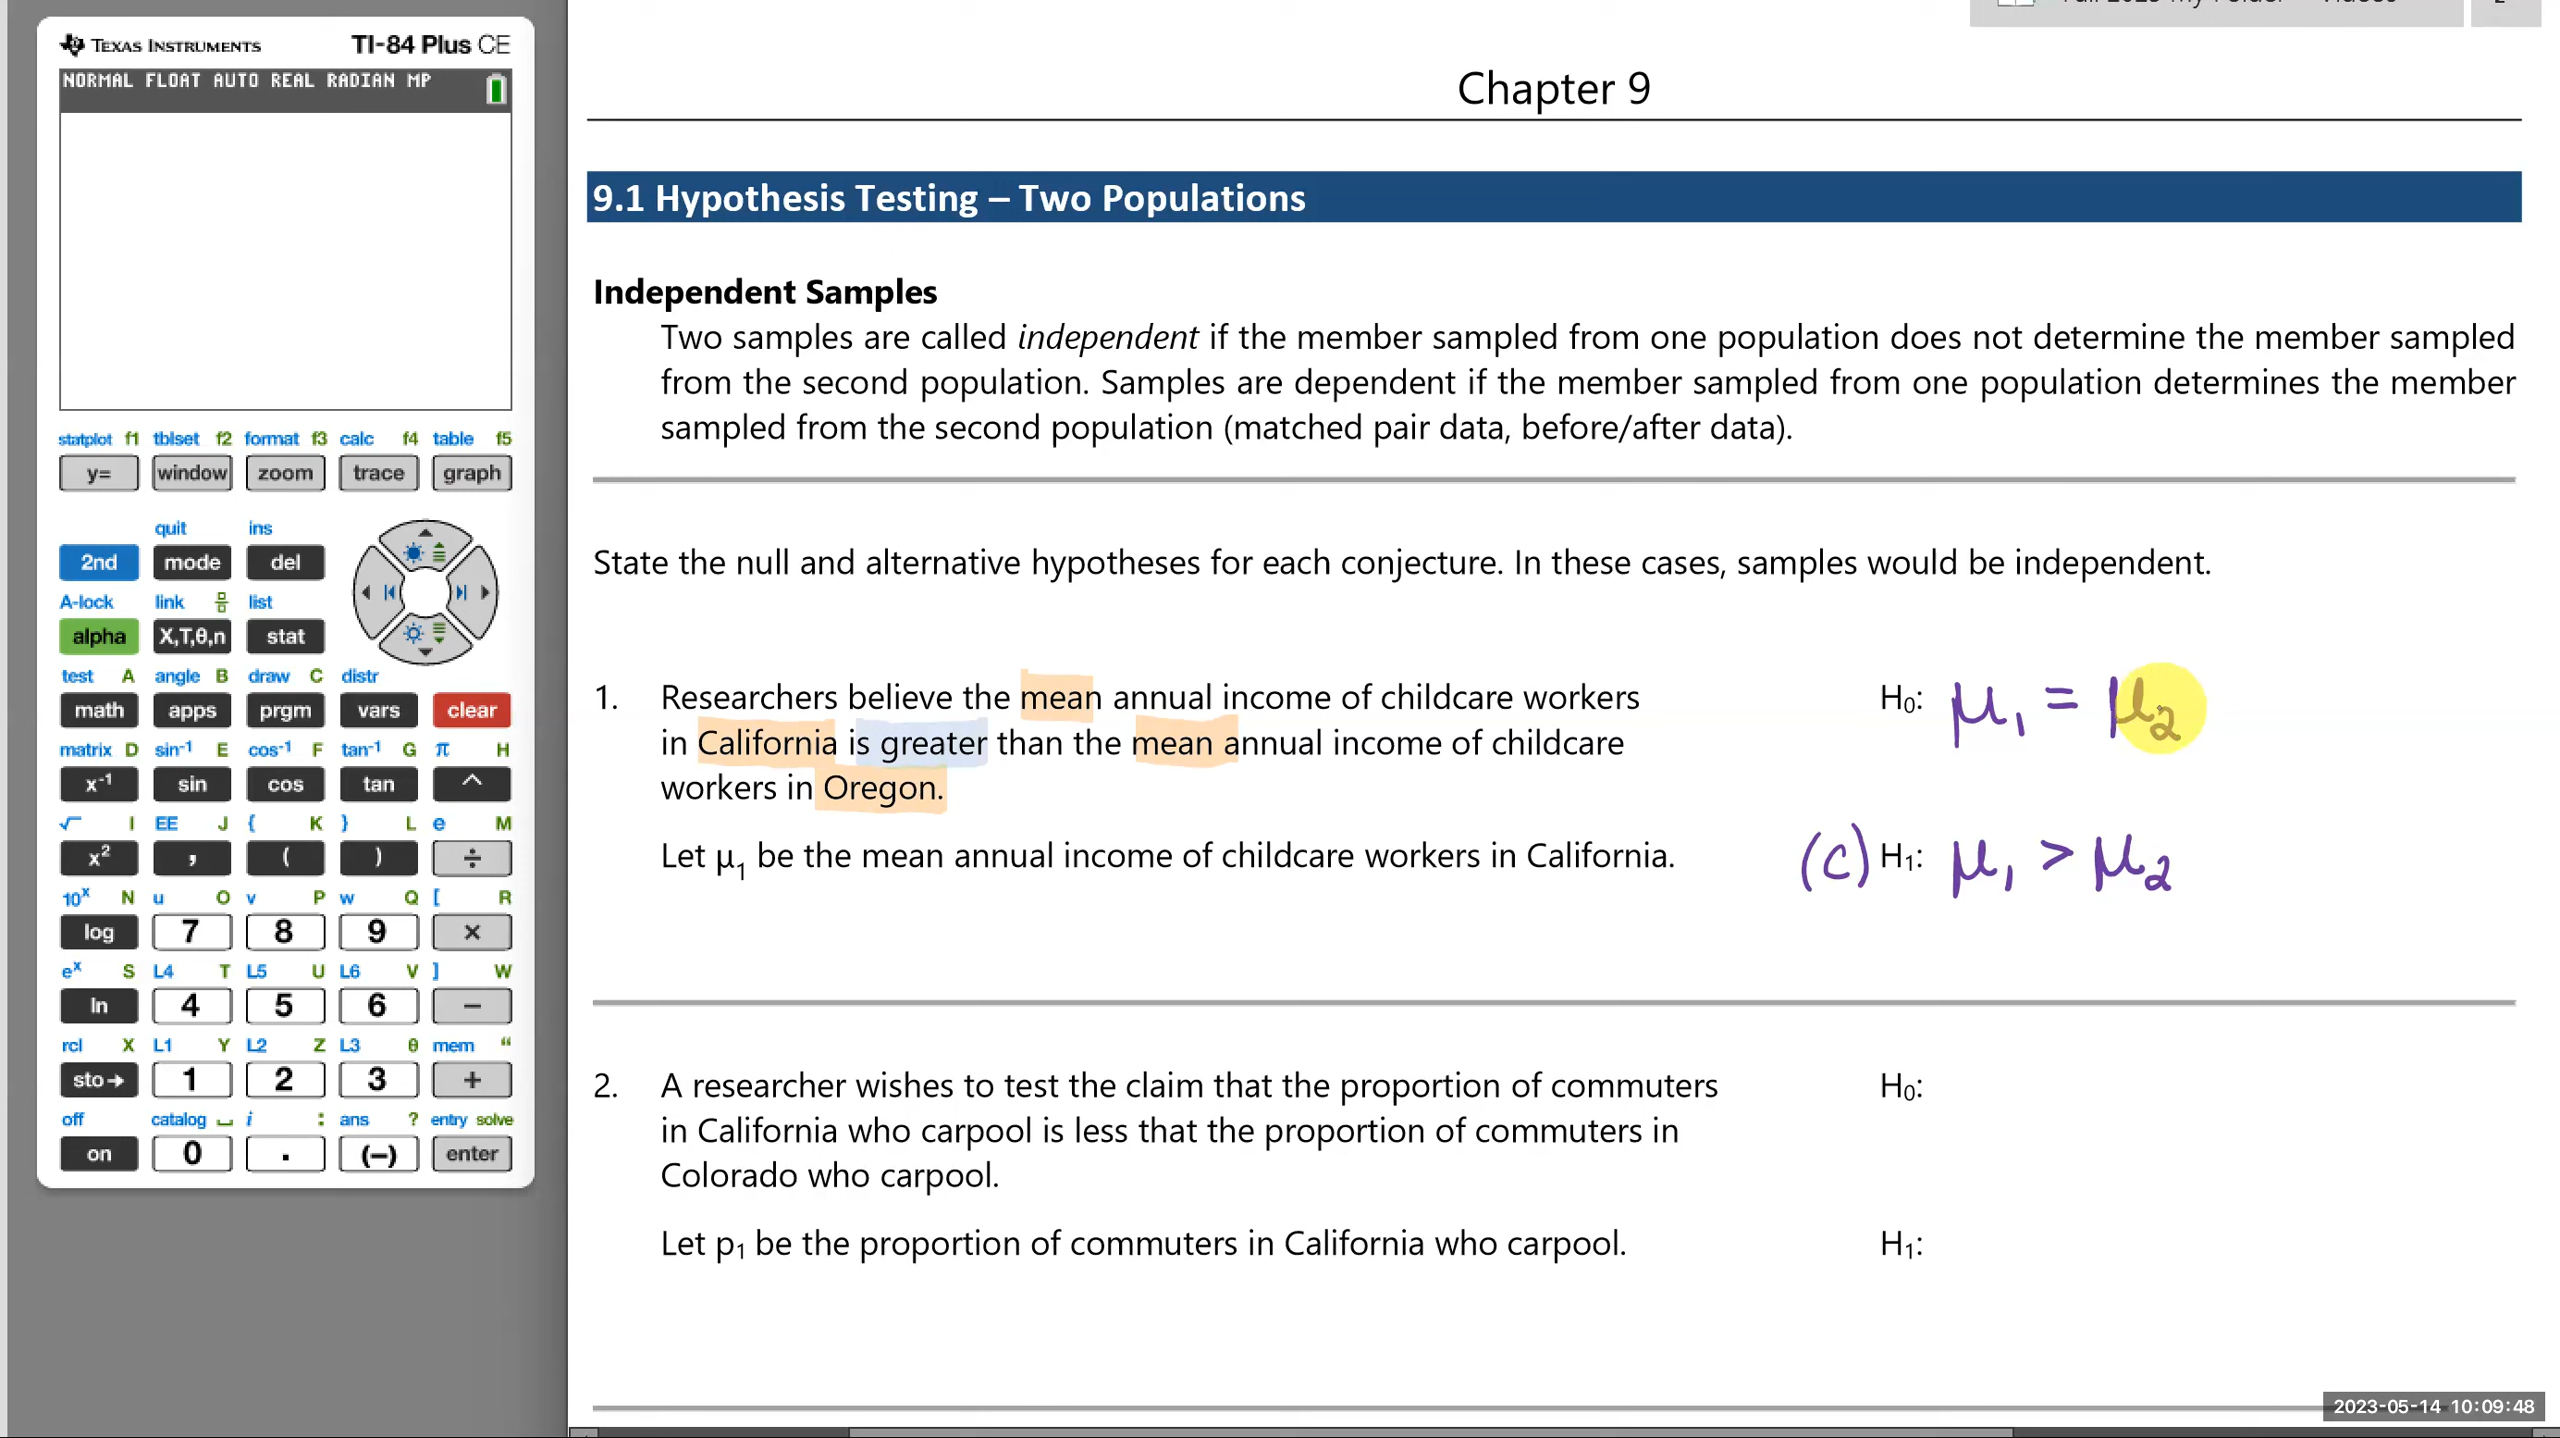 TEXAS INSTRUMENTS TI-84 Plus CE
NORMAL FLOAT AUTO REAL RADIAN MP
statplot f1 tblset f2 format f3 calc f4 table f5
y= window zoom trace graph
quit ins
2nd mode del
A-lock link list
alpha X,T,θ,n stat
test A angle B draw C distr
math apps prgm vars clear
matrix D sin⁻¹ E cos⁻¹ F tan⁻¹ G π H
x⁻¹ sin cos tan ^
√ I EE J { K } L e M
x² , ( ) ÷
10ˣ N u O v P w Q [ R
log 7 8 9 ×
eˣ S L4 T L5 U L6 V ] W
ln 4 5 6 −
rcl X L1 Y L2 Z L3 θ mem “
sto→ 1 2 3 +
off catalog ⎵ i : ans ? entry solve
on 0 . (−) enter
Chapter 9
9.1 Hypothesis Testing – Two Populations
Independent Samples
Two samples are called independent if the member sampled from one population does not determine the member sampled
from the second population. Samples are dependent if the member sampled from one population determines the member
sampled from the second population (matched pair data, before/after data).
State the null and alternative hypotheses for each conjecture. In these cases, samples would be independent.
1. Researchers believe the mean annual income of childcare workers
in California is greater than the mean annual income of childcare
workers in Oregon.
H₀: μ₁ = μ₂
Let μ₁ be the mean annual income of childcare workers in California.
(C) H₁: μ₁ > μ₂
2. A researcher wishes to test the claim that the proportion of commuters
in California who carpool is less that the proportion of commuters in
Colorado who carpool.
H₀:
Let p₁ be the proportion of commuters in California who carpool.
H₁:
2023-05-14 10:09:48